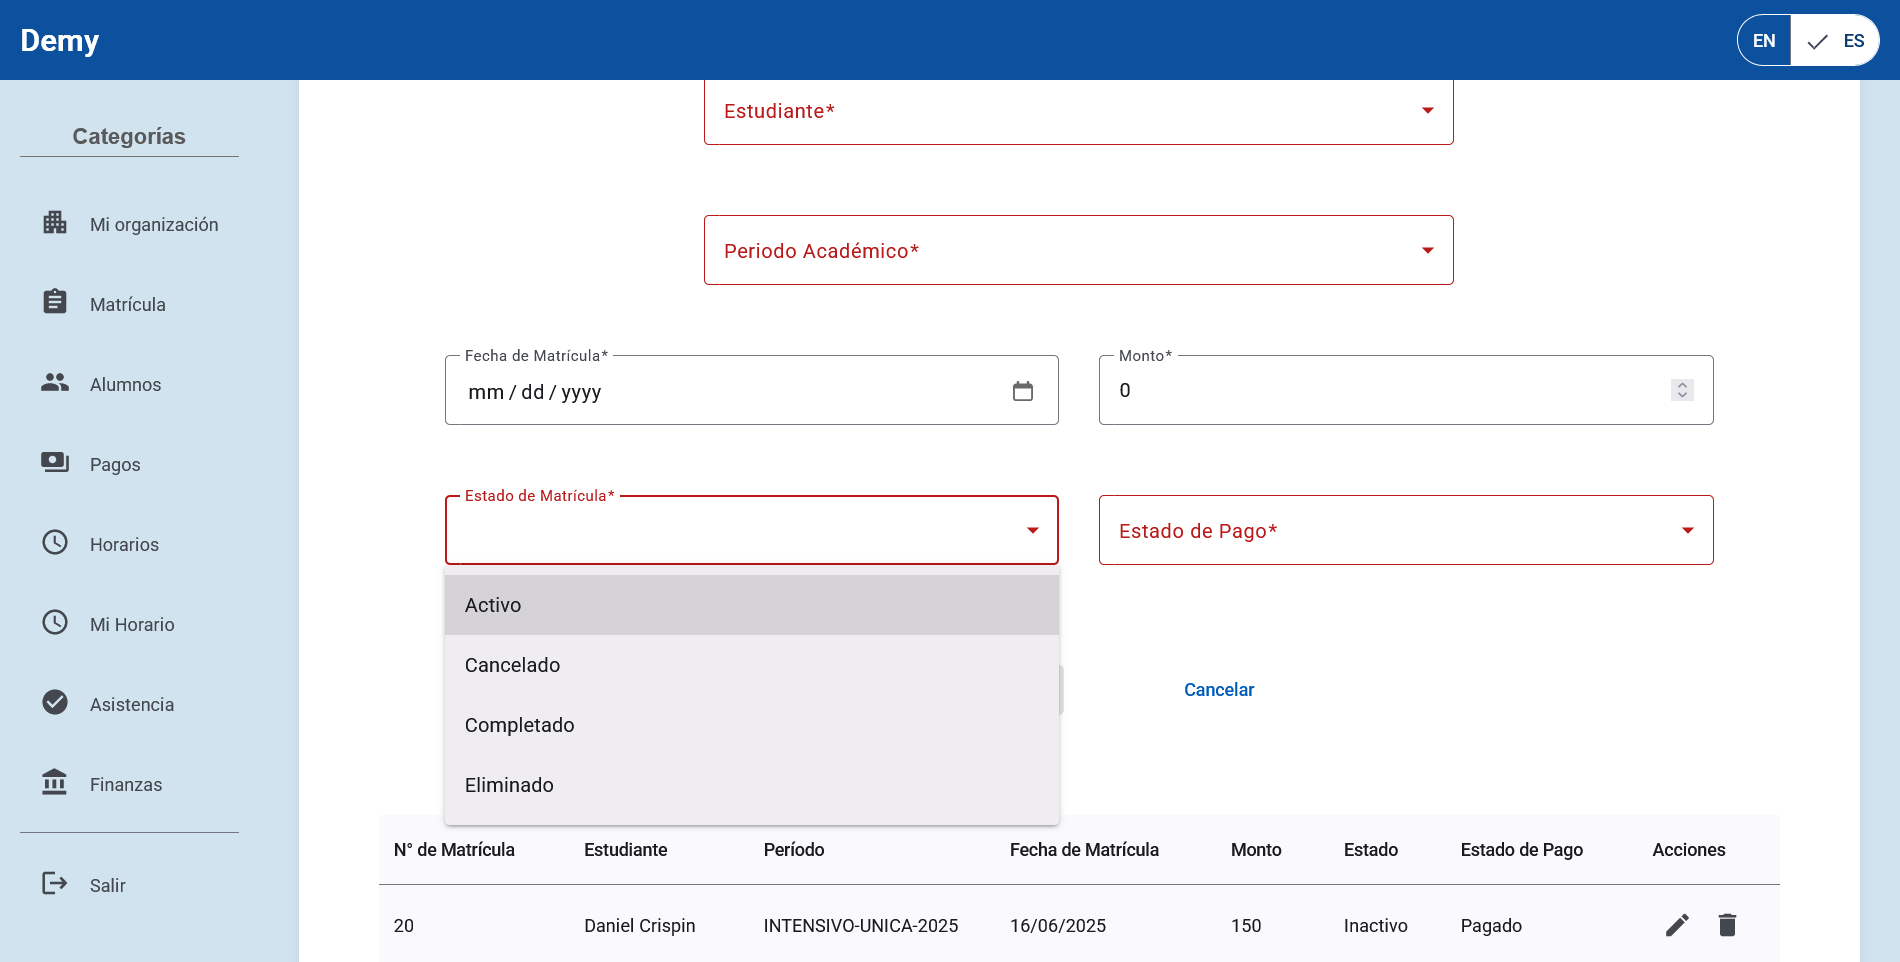 Demy
EN
ES
Categorías
Mi organización
Matrícula
Alumnos
Pagos
Horarios
Mi Horario
Asistencia
Finanzas
Salir
Estudiante*
Periodo Académico*
Fecha de Matrícula*
mm / dd / yyyy
Monto*
0
Estado de Matrícula*
Estado de Pago*
Activo
Cancelado
Completado
Eliminado
Cancelar
N° de Matrícula Estudiante Período Fecha de Matrícula Monto Estado Estado de Pago Acciones
20 Daniel Crispin INTENSIVO-UNICA-2025 16/06/2025 150 Inactivo Pagado